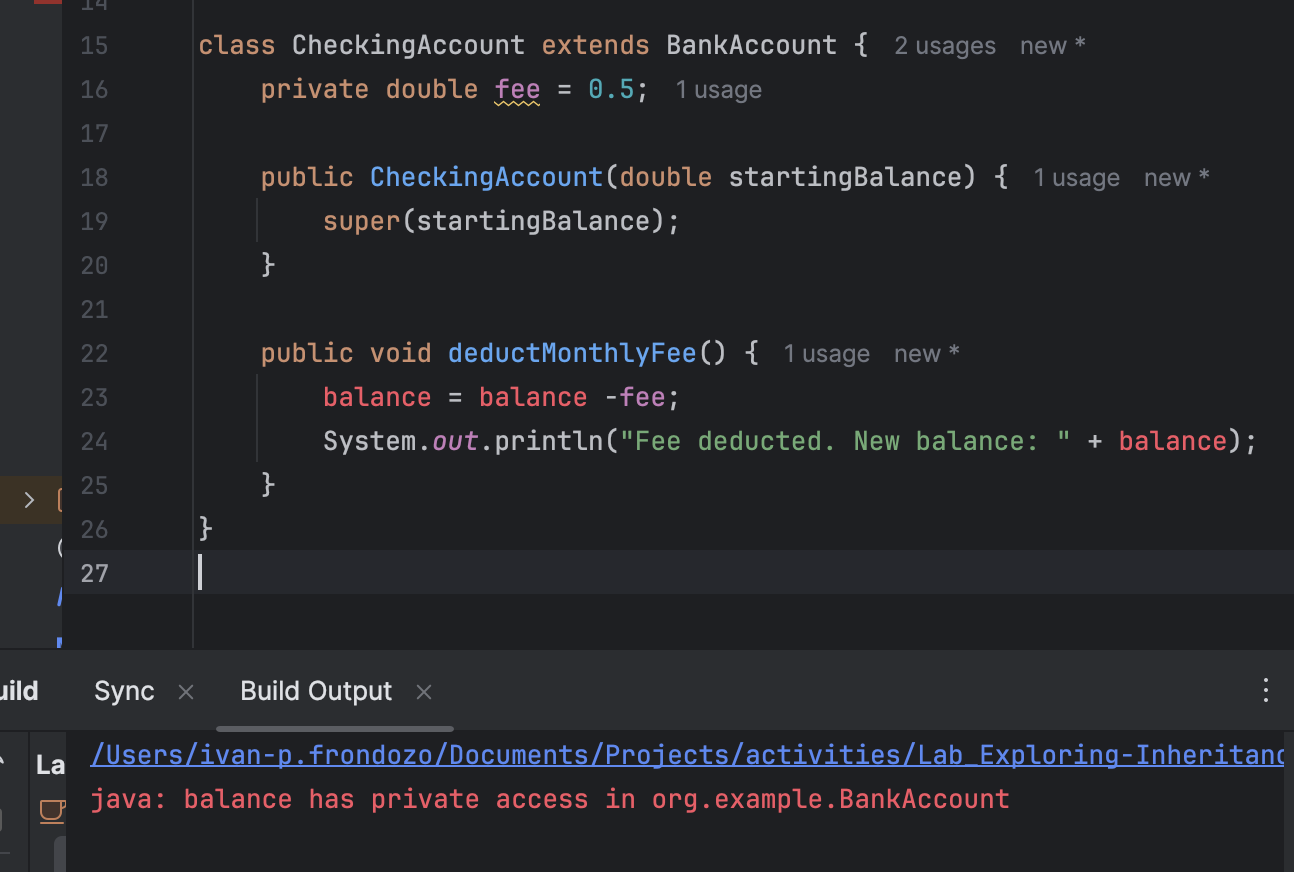 14
15 class CheckingAccount extends BankAccount { 2 usages new *
16 private double fee = 0.5; 1 usage
17
18 public CheckingAccount(double startingBalance) { 1 usage new *
19 super(startingBalance);
20 }
21
22 public void deductMonthlyFee() { 1 usage new *
23 balance = balance -fee;
24 System.out.println("Fee deducted. New balance: " + balance);
25 }
26 }
27
uild Sync × Build Output ×
La
/Users/ivan-p.frondozo/Documents/Projects/activities/Lab_Exploring-Inheritanc
java: balance has private access in org.example.BankAccount